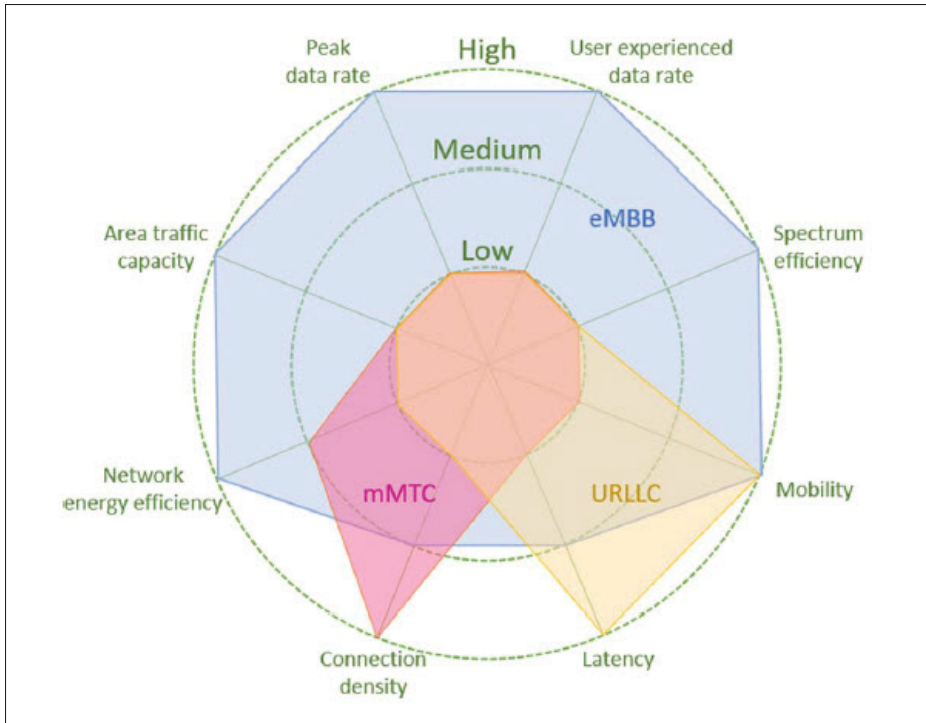 Peak
data rate
High
User experienced
data rate
Medium
eMBB
Area traffic
capacity
Low
Spectrum
efficiency
Network
energy efficiency
mMTC
URLLC
Mobility
Connection
density
Latency